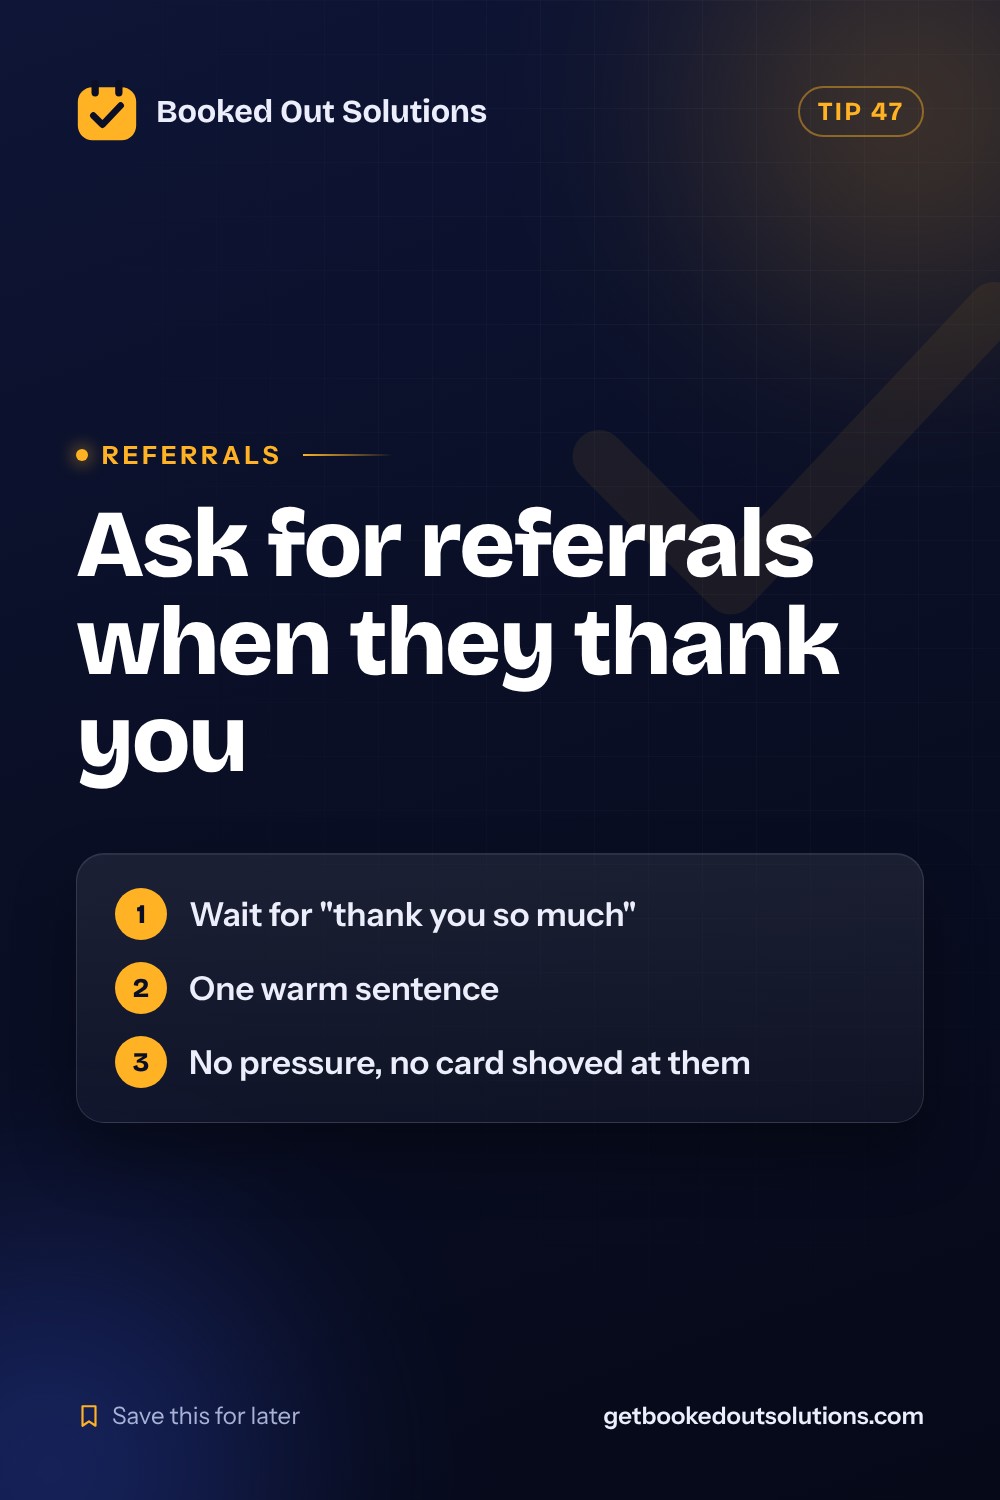 Booked Out Solutions
TIP 47
REFERRALS
Ask for referrals
when they thank
you
1 Wait for "thank you so much"
2 One warm sentence
3 No pressure, no card shoved at them
Save this for later
getbookedoutsolutions.com